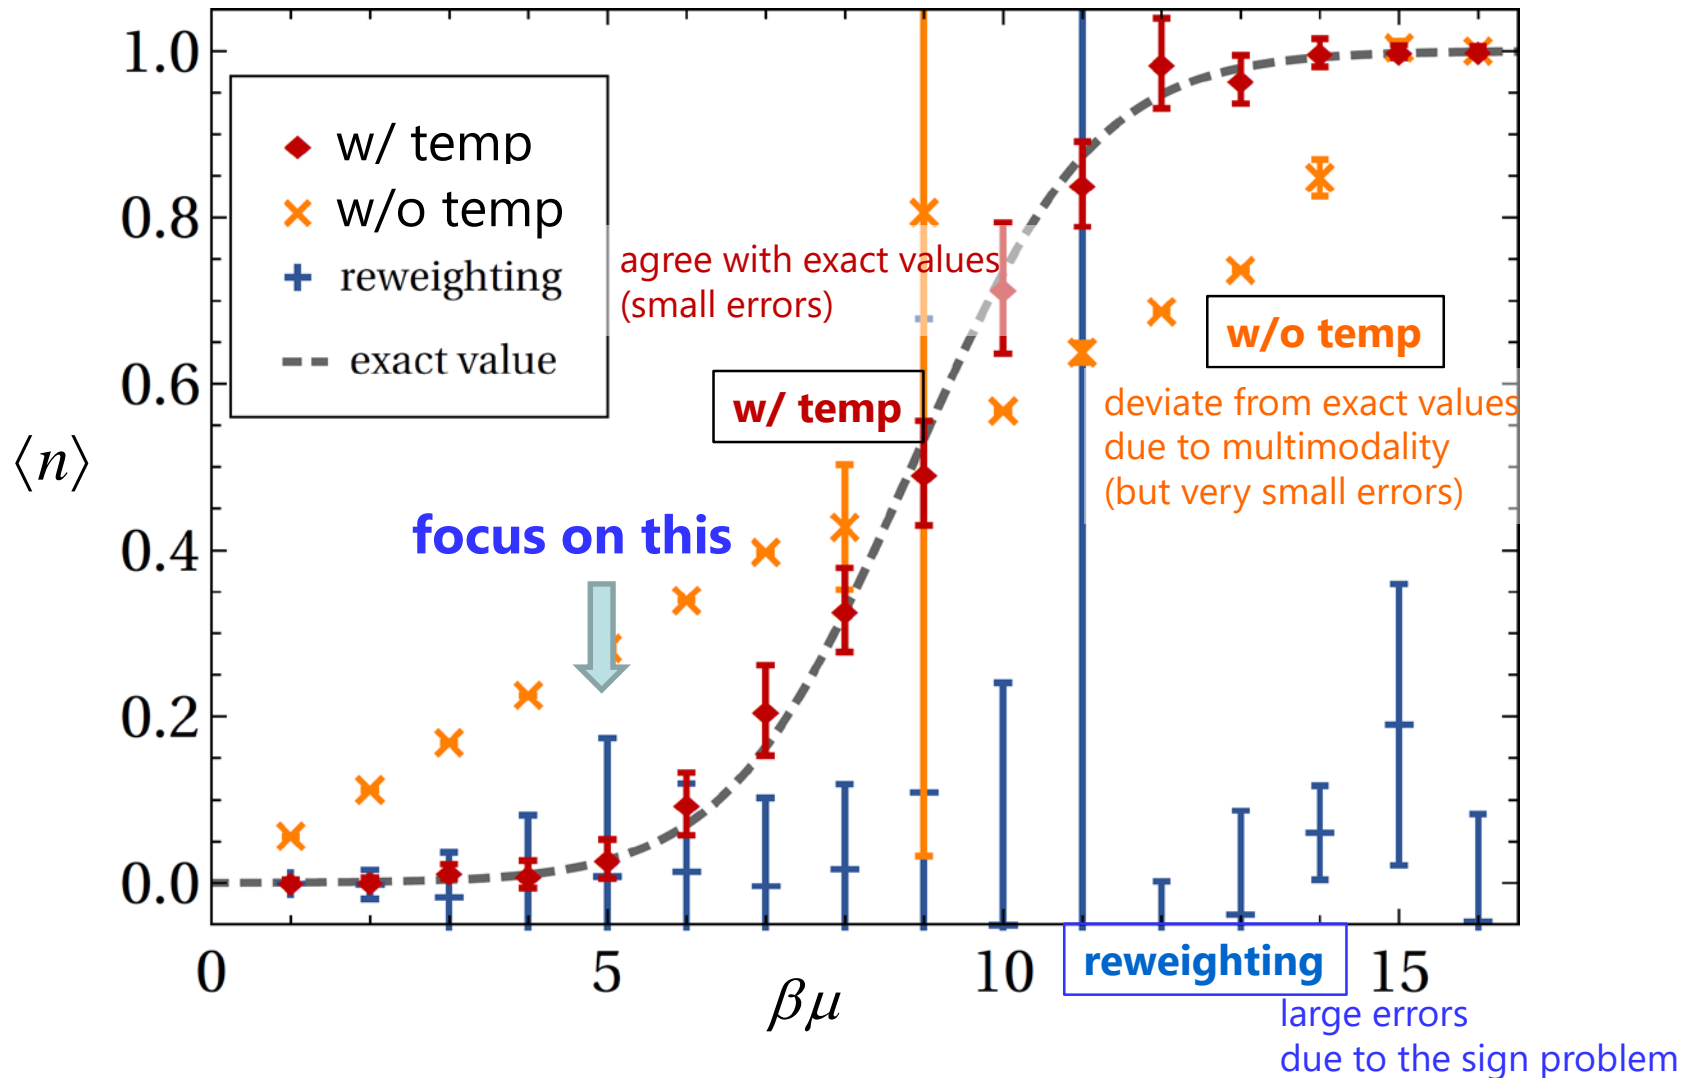 1.0
0.8
0.6
0.4
0.2
0.0
⟨n⟩
w/ temp
w/o temp
reweighting
exact value
agree with exact values
(small errors)
w/o temp
w/ temp
deviate from exact values
due to multimodality
(but very small errors)
focus on this
0
5
10
15
βμ
reweighting
large errors
due to the sign problem